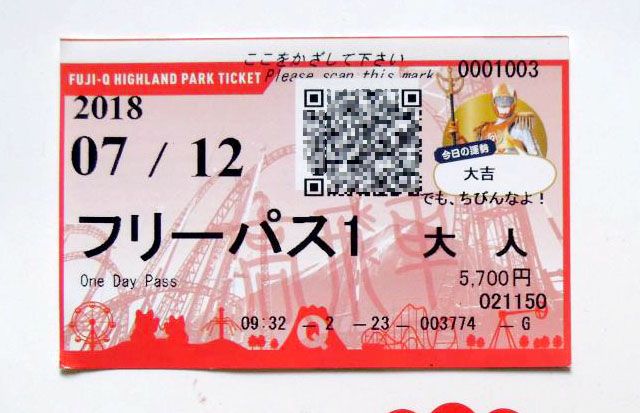 ここをかざして下さい
FUJI-Q HIGHLAND PARK TICKET
Please scan this mark
0001003
2018
07 / 12
今日の運勢
大吉
でも、ちびんなよ!
フリーパス1 大人
One Day Pass
5,700円
021150
09:32 - 2 - 23 - 003774 - G
Q